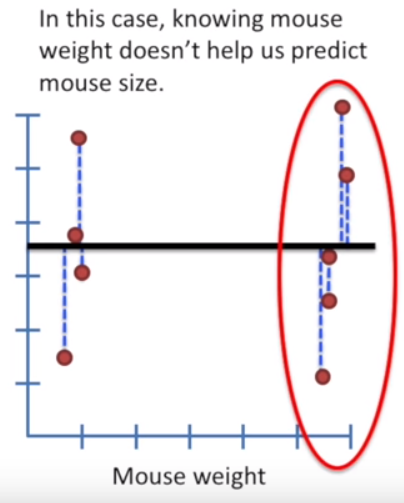 In this case, knowing mouse
weight doesn’t help us predict
mouse size.
Mouse weight